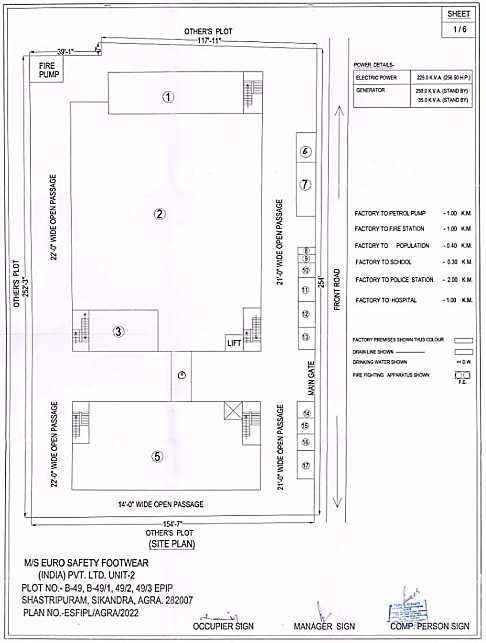 SHEET
1/6
OTHER'S PLOT
117'-11"
39'-1"
FIRE
PUMP
POWER DETAILS-
ELECTRIC POWER 225.0 K.V.A. (256.50 H.P.)
GENERATOR 250.0 K.V.A. (STAND BY)
35.0 K.V.A. (STAND BY)
1
6
7
2
22'-0" WIDE OPEN PASSAGE
21'-0" WIDE OPEN PASSAGE
OTHER'S PLOT
252'-3"
254'
FRONT ROAD
FACTORY TO PETROL PUMP - 1.00 K.M.
FACTORY TO FIRE STATION - 1.00 K.M.
FACTORY TO POPULATION - 0.40 K.M.
FACTORY TO SCHOOL - 0.30 K.M.
FACTORY TO POLICE STATION - 2.00 K.M.
FACTORY TO HOSPITAL - 1.00 K.M.
8
9
10
11
12
13
3
LIFT
MAIN GATE
FACTORY PREMISES SHOWN THUS COLOUR
DRAIN LINE SHOWN
DRINKING WATER SHOWN D.W.
FIRE FIGHTING APPARATUS SHOWN
F.E.
14
15
16
17
5
22'-0" WIDE OPEN PASSAGE
21'-0" WIDE OPEN PASSAGE
14'-0" WIDE OPEN PASSAGE
154'-7"
OTHER'S PLOT
(SITE PLAN)
M/S EURO SAFETY FOOTWEAR
(INDIA) PVT. LTD. UNIT-2
PLOT NO.- B-49, B-49/1, 49/2, 49/3 EPIP
SHASTRIPURAM, SIKANDRA, AGRA. 282007
PLAN NO.-ESFIPL/AGRA/2022
OCCUPIER SIGN
MANAGER SIGN
COMP. PERSON SIGN